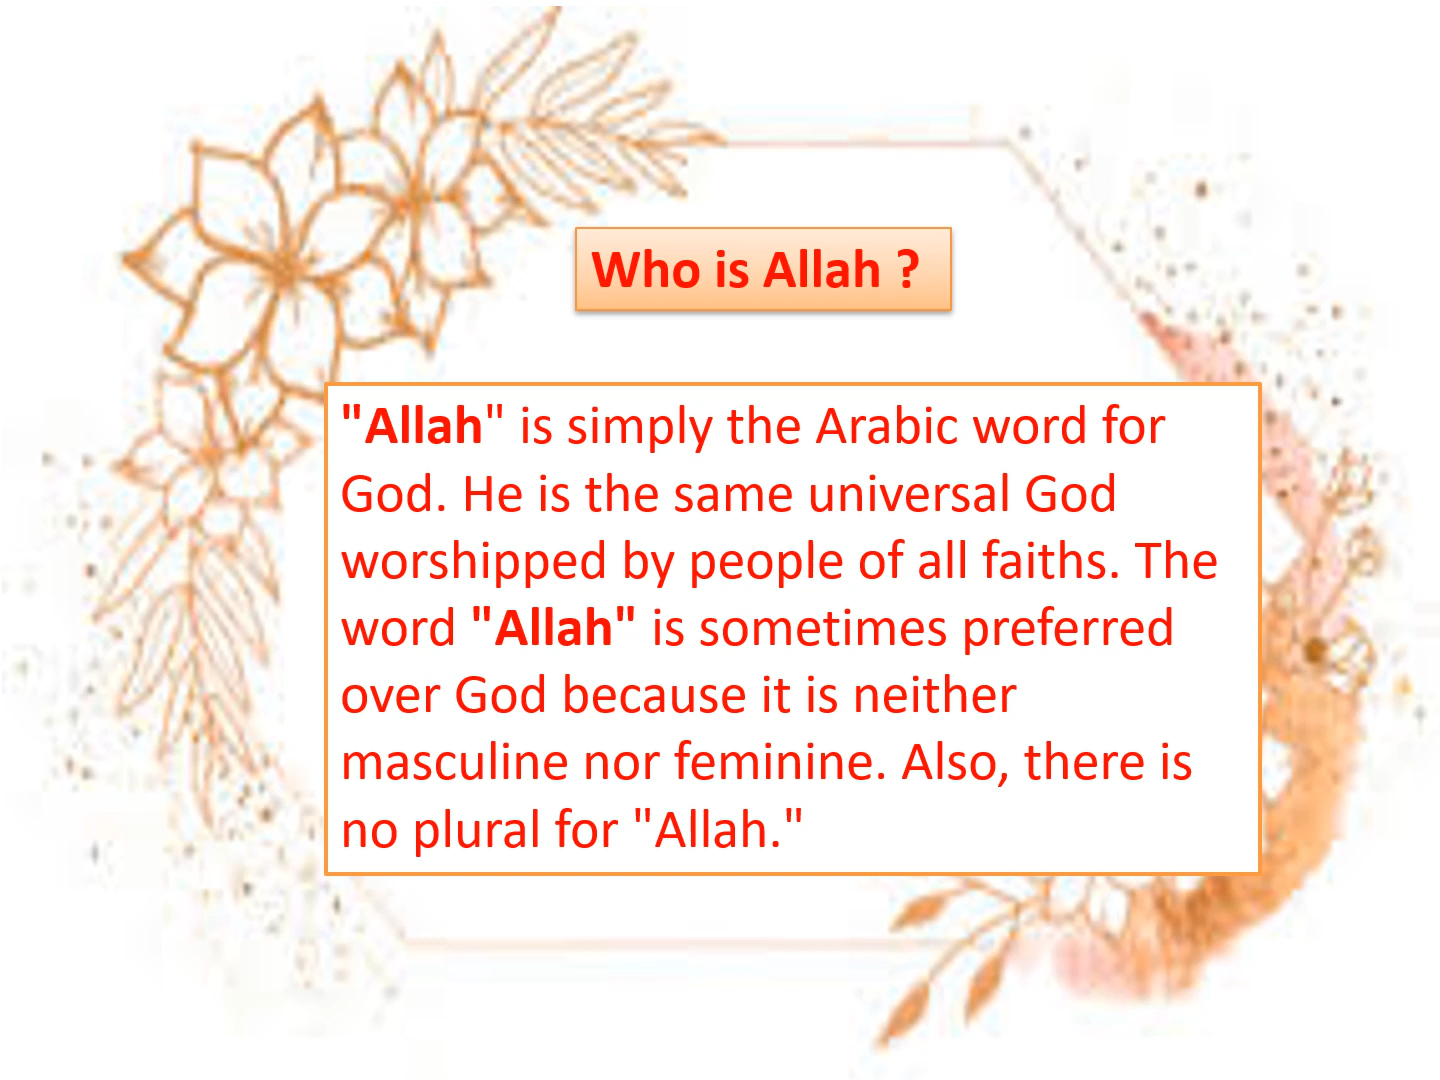 Who is Allah ?
"Allah" is simply the Arabic word for
God. He is the same universal God
worshipped by people of all faiths. The
word "Allah" is sometimes preferred
over God because it is neither
masculine nor feminine. Also, there is
no plural for "Allah."